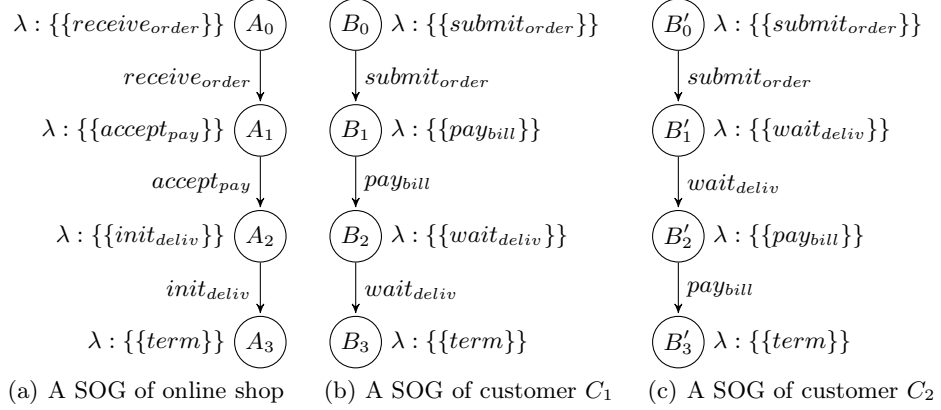 λ : {{receive_order}} A_0 B_0 λ : {{submit_order}} B'_0 λ : {{submit_order}}
receive_order submit_order submit_order
λ : {{accept_pay}} A_1 B_1 λ : {{pay_bill}} B'_1 λ : {{wait_deliv}}
accept_pay pay_bill wait_deliv
λ : {{init_deliv}} A_2 B_2 λ : {{wait_deliv}} B'_2 λ : {{pay_bill}}
init_deliv wait_deliv pay_bill
λ : {{term}} A_3 B_3 λ : {{term}} B'_3 λ : {{term}}
(a) A SOG of online shop (b) A SOG of customer C_1 (c) A SOG of customer C_2